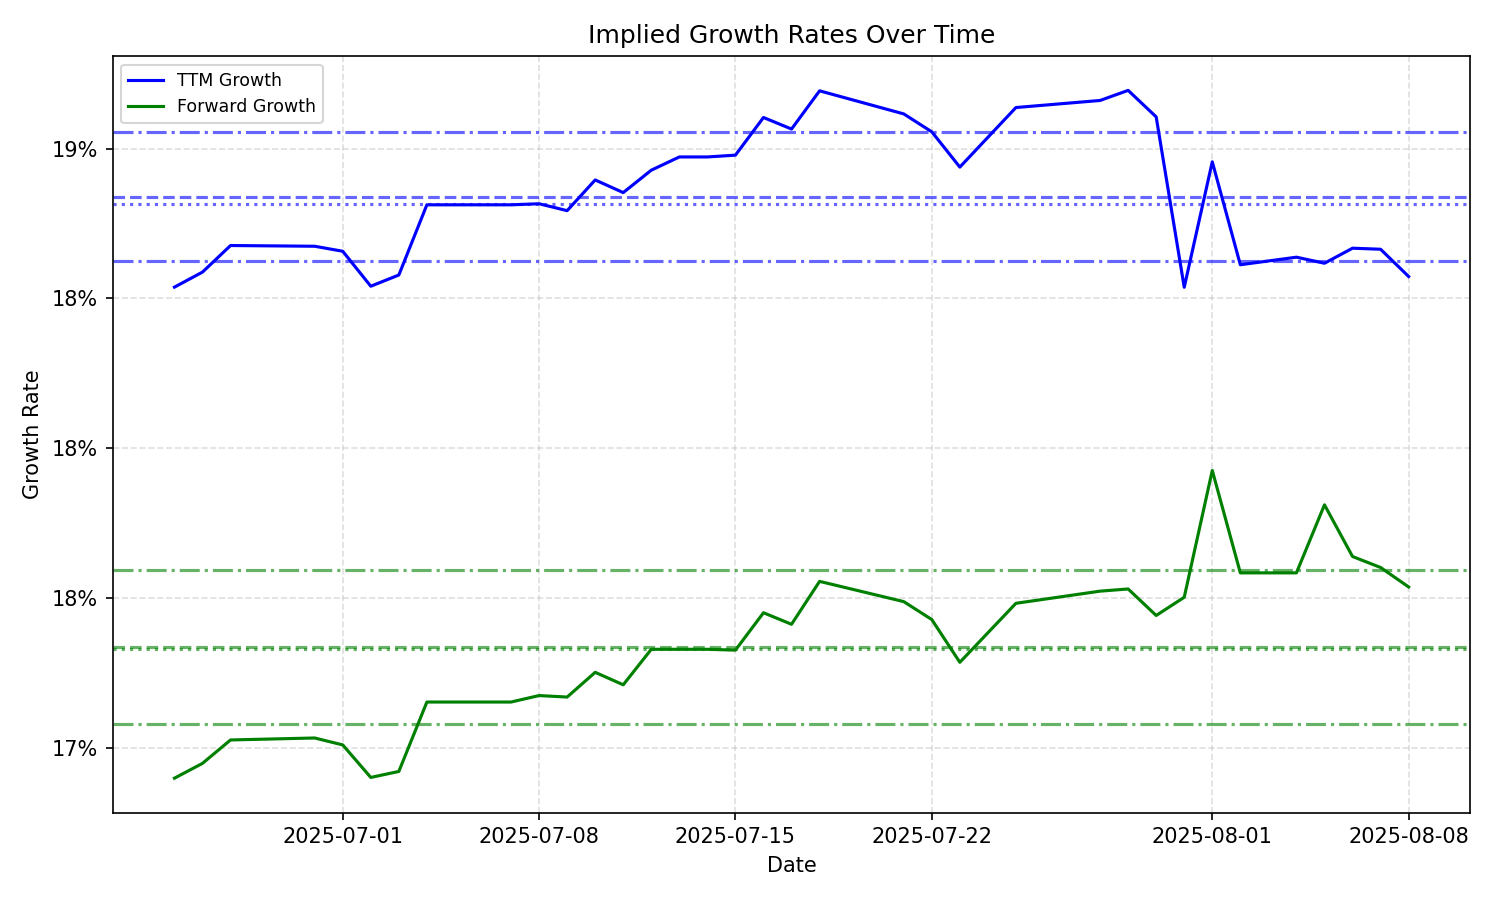 Implied Growth Rates Over Time
TTM Growth
Forward Growth
19%
18%
18%
18%
17%
Growth Rate
2025-07-01
2025-07-08
2025-07-15
2025-07-22
2025-08-01
2025-08-08
Date